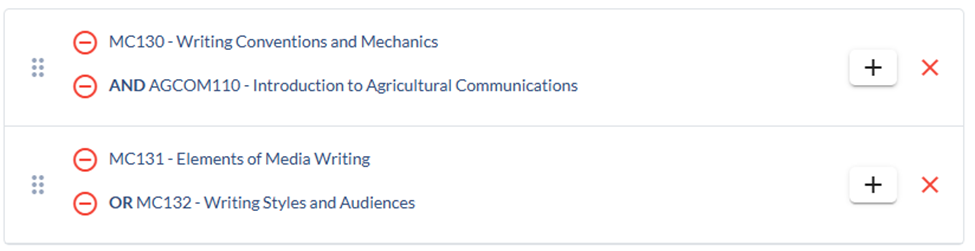 MC130 - Writing Conventions and Mechanics
AND AGCOM110 - Introduction to Agricultural Communications
MC131 - Elements of Media Writing
OR MC132 - Writing Styles and Audiences